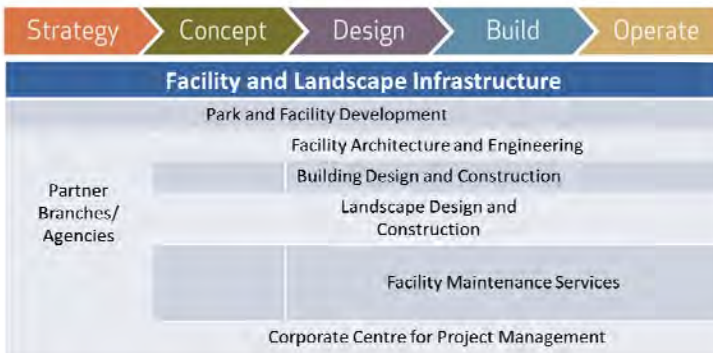 Strategy Concept Design Build Operate
Facility and Landscape Infrastructure
Park and Facility Development
Facility Architecture and Engineering
Building Design and Construction
Partner
Branches/
Agencies
Landscape Design and
Construction
Facility Maintenance Services
Corporate Centre for Project Management